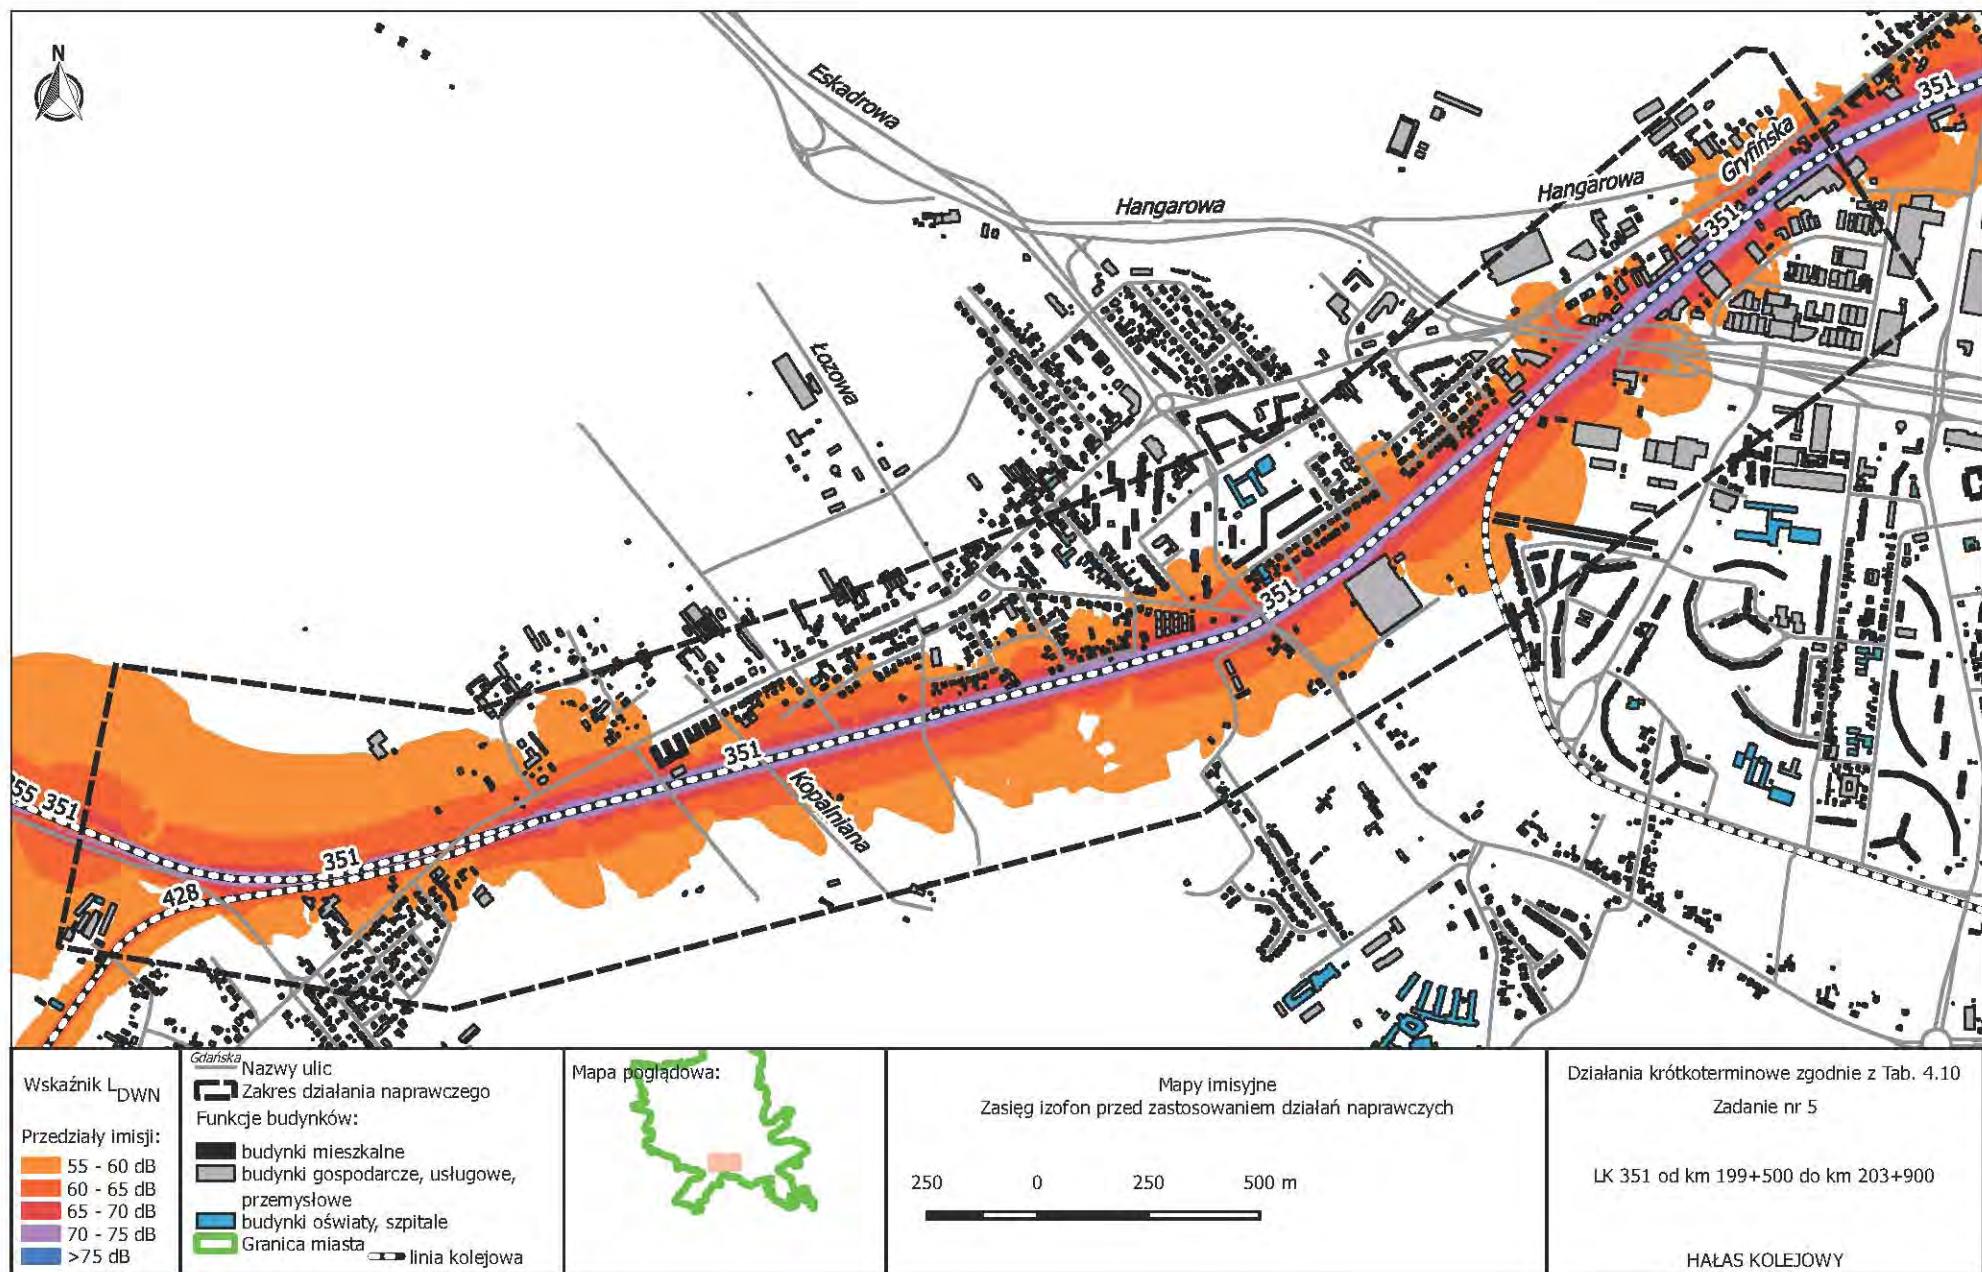 N
Eskadrowa
Hangarowa
Hangarowa
Gryfińska
351
351
Łozowa
351
351
Kopalniana
55 351
351
428
Wskaźnik LDWN
Przedziały imisji:
55 - 60 dB
60 - 65 dB
65 - 70 dB
70 - 75 dB
>75 dB
Gdańska
Nazwy ulic
Zakres działania naprawczego
Funkcje budynków:
budynki mieszkalne
budynki gospodarcze, usługowe,
przemysłowe
budynki oświaty, szpitale
Granica miasta
linia kolejowa
Mapa poglądowa:
Mapy imisyjne
Zasięg izofon przed zastosowaniem działań naprawczych
250 0 250 500 m
Działania krótkoterminowe zgodnie z Tab. 4.10
Zadanie nr 5
LK 351 od km 199+500 do km 203+900
HAŁAS KOLEJOWY